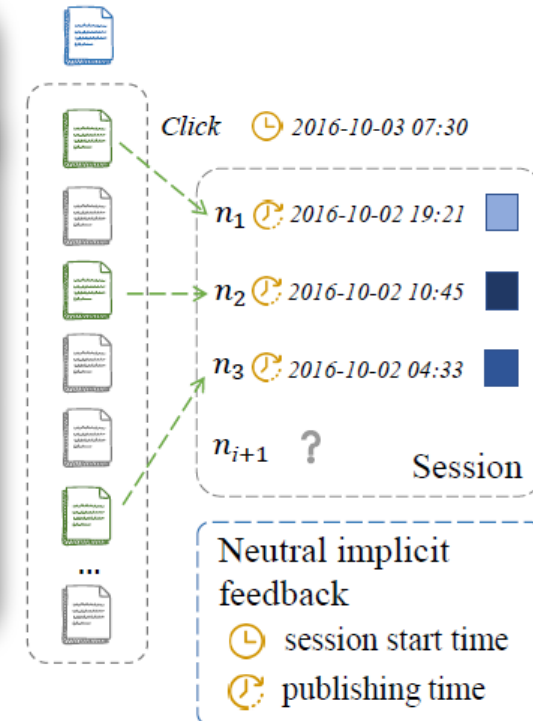 Click 2016-10-03 07:30
n1 2016-10-02 19:21
n2 2016-10-02 10:45
n3 2016-10-02 04:33
ni+1 ?
Session
...
Neutral implicit
feedback
session start time
publishing time